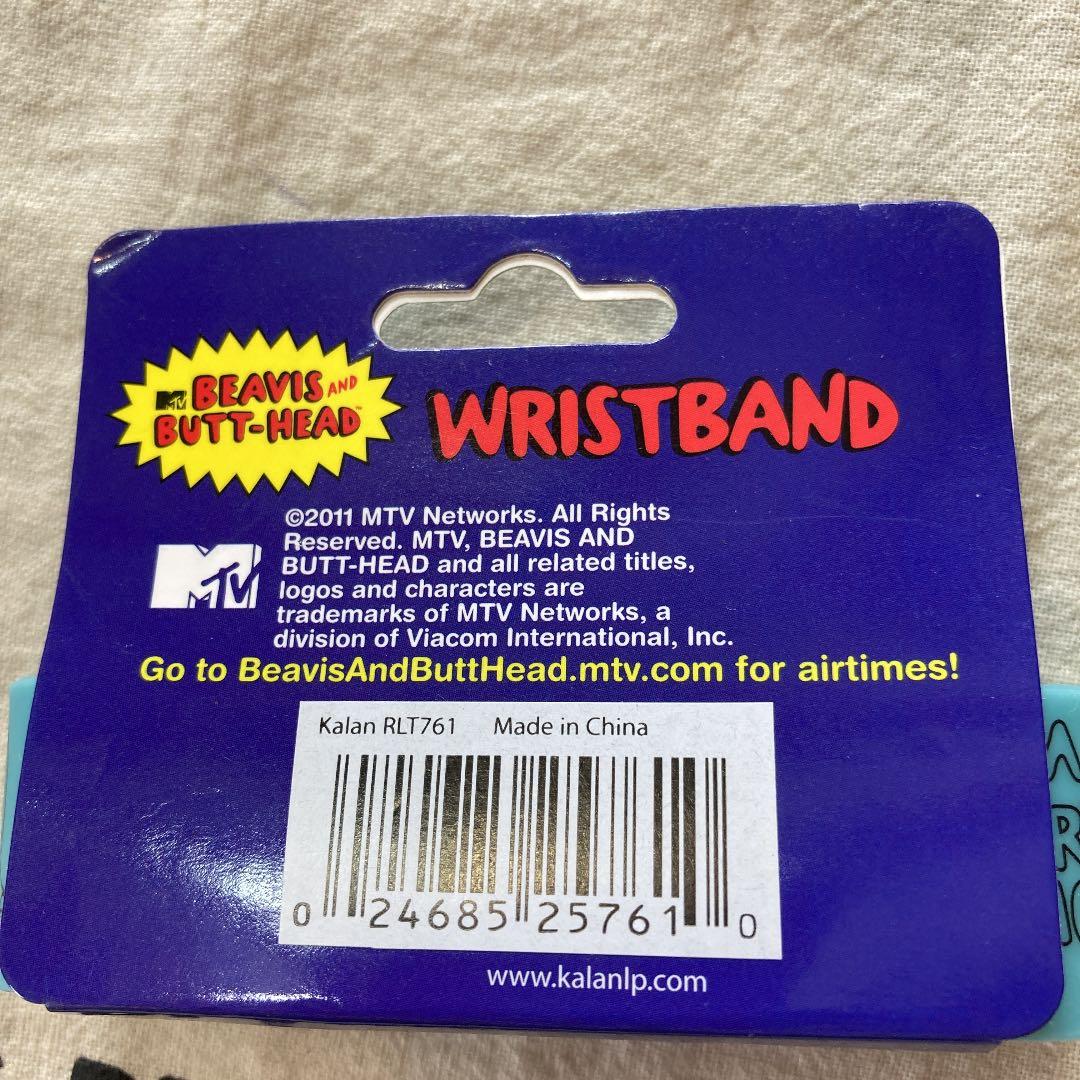 MTV BEAVIS AND
BUTT-HEAD™
WRISTBAND
©2011 MTV Networks. All Rights
Reserved. MTV, BEAVIS AND
BUTT-HEAD and all related titles,
logos and characters are
trademarks of MTV Networks, a
division of Viacom International, Inc.
MTV
Go to BeavisAndButtHead.mtv.com for airtimes!
Kalan RLT761 Made in China
0 24685 25761 0
www.kalanlp.com